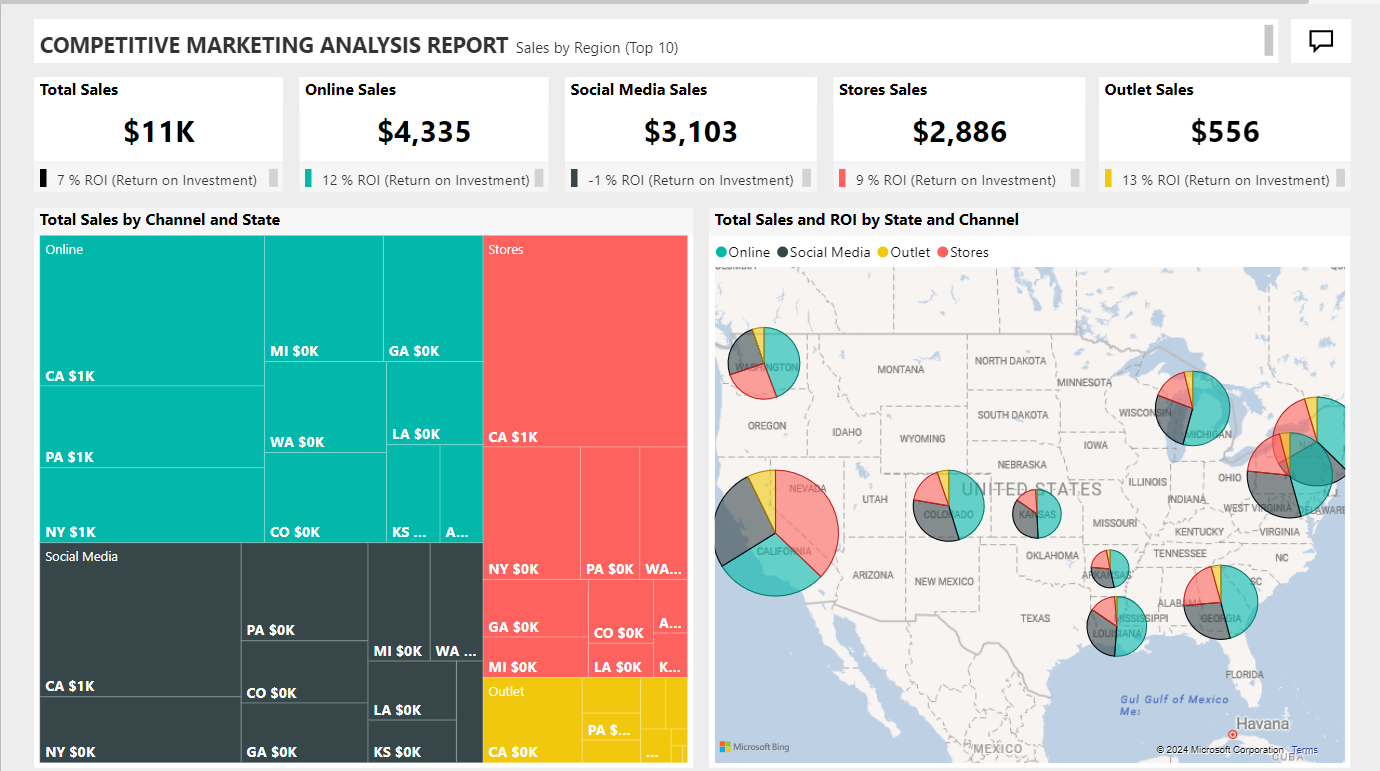 COMPETITIVE MARKETING ANALYSIS REPORT Sales by Region (Top 10)
Total Sales
$11K
7 % ROI (Return on Investment)
Online Sales
$4,335
12 % ROI (Return on Investment)
Social Media Sales
$3,103
-1 % ROI (Return on Investment)
Stores Sales
$2,886
9 % ROI (Return on Investment)
Outlet Sales
$556
13 % ROI (Return on Investment)
Total Sales by Channel and State
Online
CA $1K
PA $1K
NY $1K
MI $0K
GA $0K
WA $0K
LA $0K
CO $0K
KS ...
A...
Social Media
CA $1K
NY $0K
PA $0K
CO $0K
GA $0K
MI $0K
WA ...
LA $0K
KS $0K
Stores
CA $1K
NY $0K
PA $0K
WA...
GA $0K
MI $0K
CO $0K
LA $0K
A...
K...
Outlet
CA $0K
PA $...
...
Total Sales and ROI by State and Channel
Online
Social Media
Outlet
Stores
WASHINGTON
MONTANA
NORTH DAKOTA
MINNESOTA
OREGON
IDAHO
SOUTH DAKOTA
WISCONSIN
MICHIGAN
WYOMING
IOWA
NEBRASKA
NEVADA
UTAH
UNITED STATES
ILLINOIS
INDIANA
OHIO
PA
N.J.
COLORADO
KANSAS
MISSOURI
WEST VIRGINIA
DELAWARE
KENTUCKY
VIRGINIA
CALIFORNIA
OKLAHOMA
TENNESSEE
NC
ARIZONA
NEW MEXICO
ARKANSAS
SC
TEXAS
MISSISSIPPI
ALABAMA
GEORGIA
LOUISIANA
FLORIDA
Gulf of Mexico
Havana
MEXICO
CUBA
Microsoft Bing
© 2024 Microsoft Corporation Terms